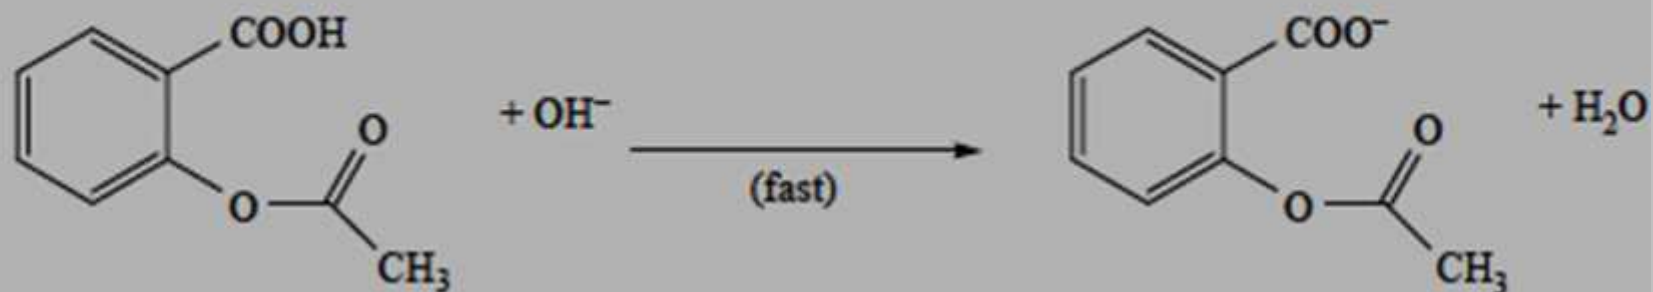 COOH
+ OH⁻
O
O
CH₃
(fast)
COO⁻
+ H₂O
O
O
CH₃